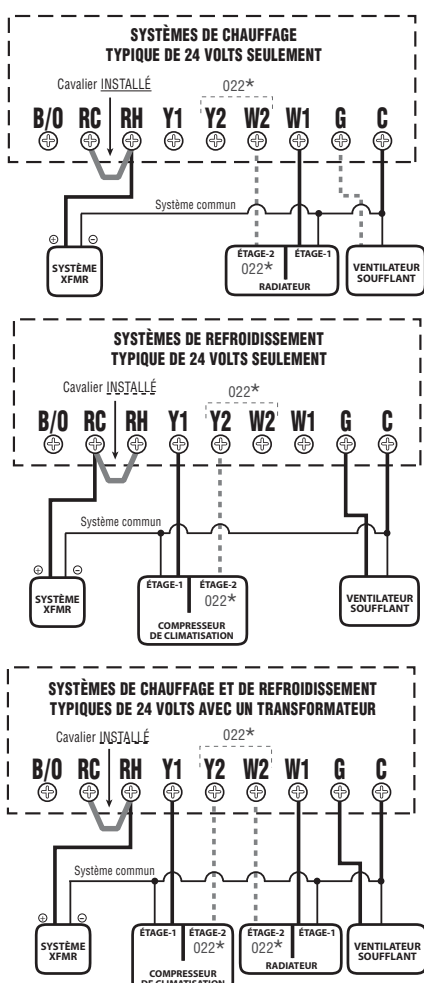 SYSTÈMES DE CHAUFFAGE
TYPIQUE DE 24 VOLTS SEULEMENT
Cavalier INSTALLÉ
022*
B/O RC RH Y1 Y2 W2 W1 G C
Système commun
SYSTÈME
XFMR
ÉTAGE-2 ÉTAGE-1
022*
RADIATEUR
VENTILATEUR
SOUFFLANT
SYSTÈMES DE REFROIDISSEMENT
TYPIQUE DE 24 VOLTS SEULEMENT
Cavalier INSTALLÉ
022*
B/O RC RH Y1 Y2 W2 W1 G C
Système commun
SYSTÈME
XFMR
ÉTAGE-1 ÉTAGE-2
022*
COMPRESSEUR
DE CLIMATISATION
VENTILATEUR
SOUFFLANT
SYSTÈMES DE CHAUFFAGE ET DE REFROIDISSEMENT
TYPIQUES DE 24 VOLTS AVEC UN TRANSFORMATEUR
Cavalier INSTALLÉ
022*
B/O RC RH Y1 Y2 W2 W1 G C
Système commun
SYSTÈME
XFMR
ÉTAGE-1 ÉTAGE-2
022*
COMPRESSEUR
DE CLIMATISATION
ÉTAGE-2 ÉTAGE-1
022*
RADIATEUR
VENTILATEUR
SOUFFLANT